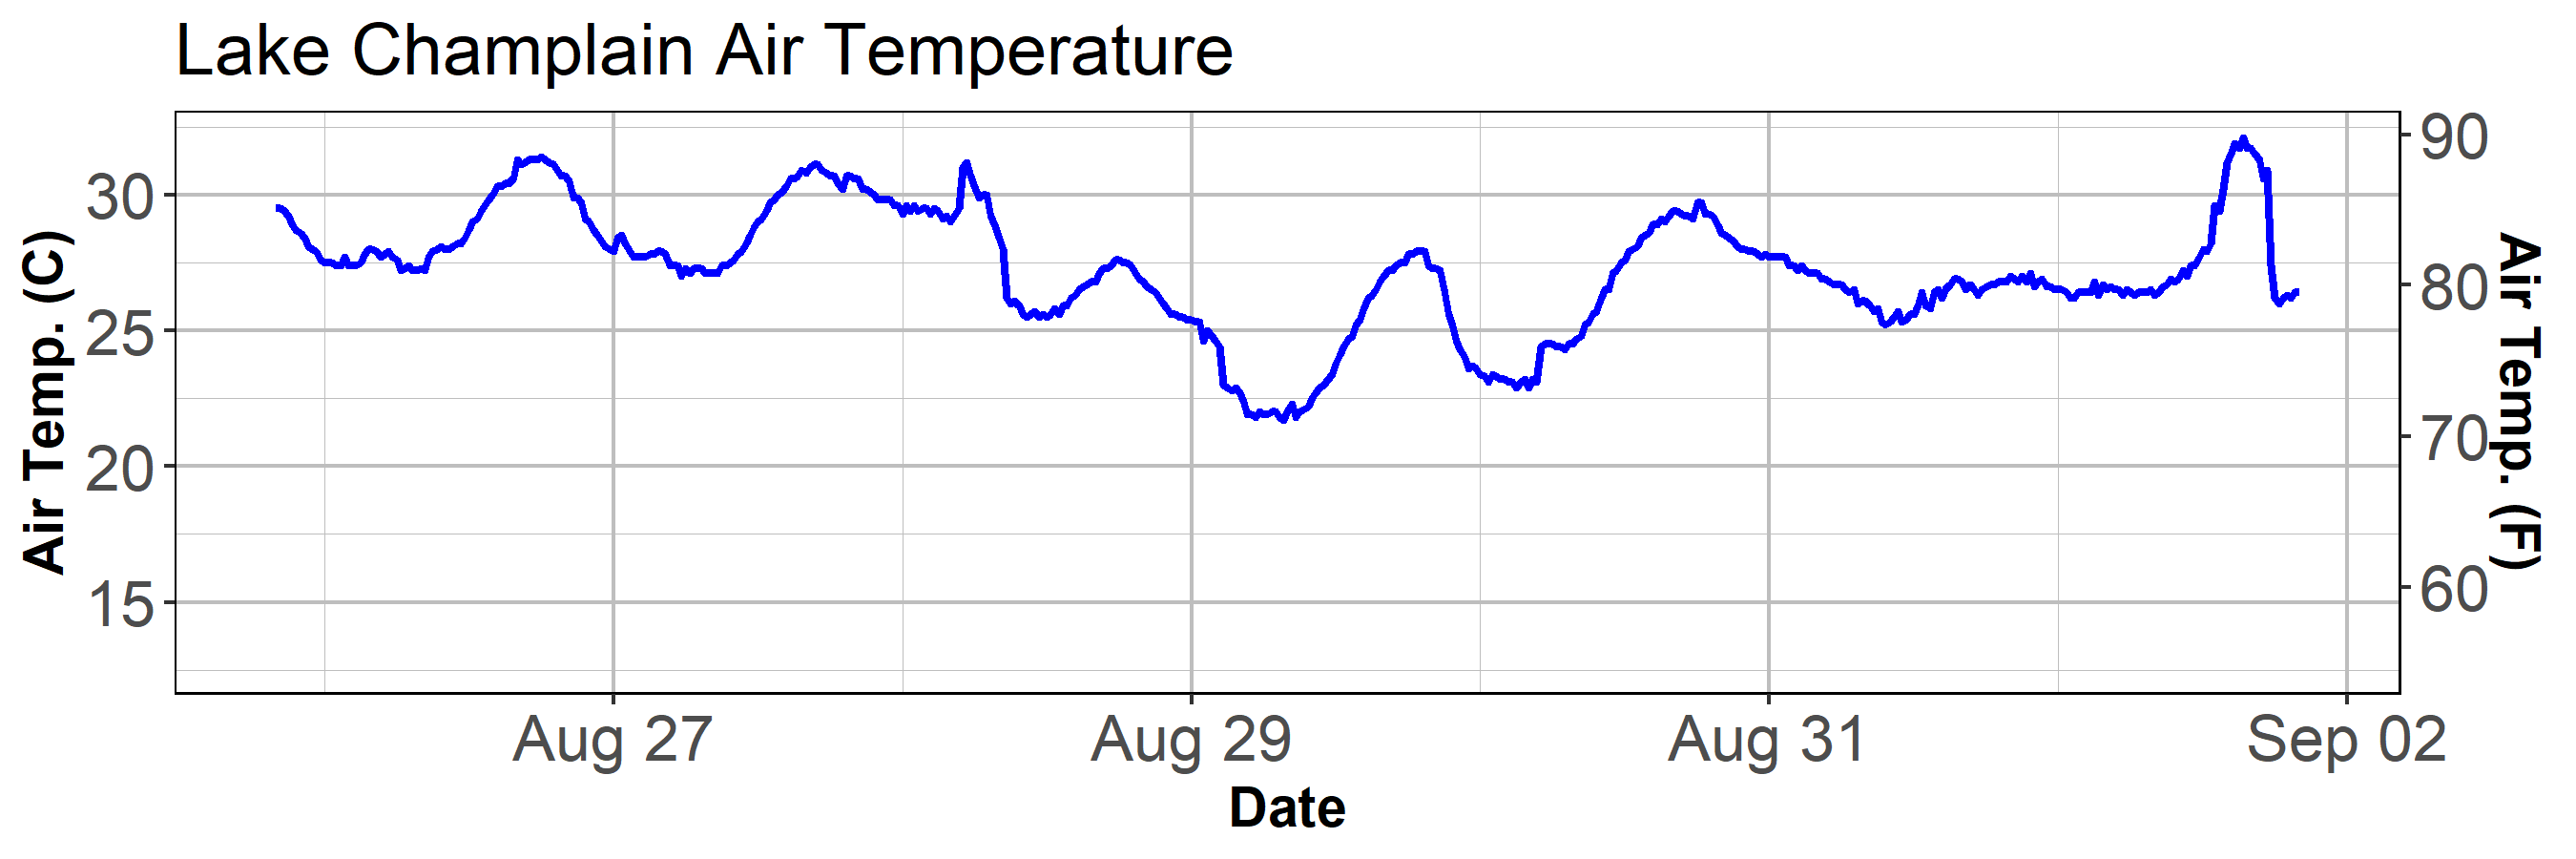 Lake Champlain Air Temperature
Air Temp. (C)
30
25
20
15
90
80
70
60
Air Temp. (F)
Aug 27
Aug 29
Aug 31
Sep 02
Date